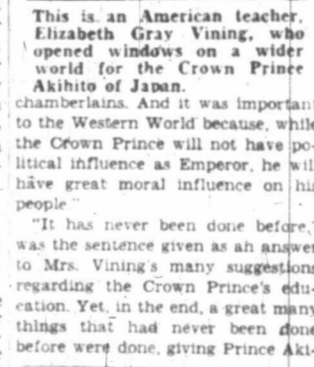 This is an American teacher,
Elizabeth Gray Vining, who
opened windows on a wider
world for the Crown Prince
Akihito of Japan.
chamberlains. And it was important
to the Western World because, while
the Crown Prince will not have po-
litical influence as Emperor, he will
have great moral influence on his
people."
"It has never been done before,"
was the sentence given as an answer
to Mrs. Vining's many suggestions
regarding the Crown Prince's edu-
cation. Yet, in the end, a great many
things that had never been done
before were done, giving Prince Aki-